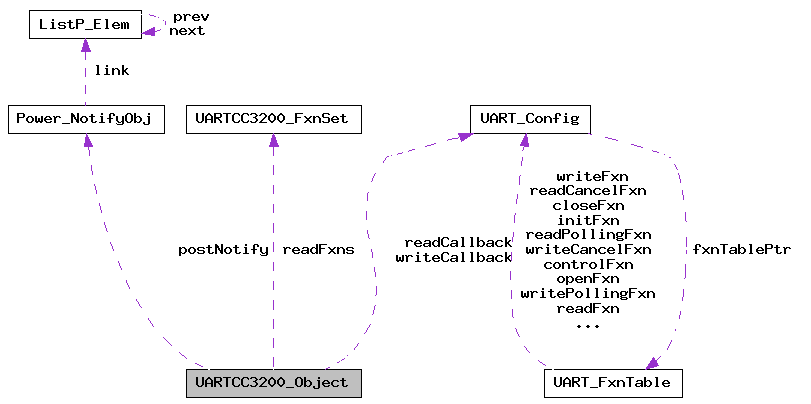 ListP_Elem
prev
next
link
Power_NotifyObj
UARTCC3200_FxnSet
UART_Config
postNotify
readFxns
readCallback
writeCallback
writeFxn
readCancelFxn
closeFxn
initFxn
readPollingFxn
writeCancelFxn
controlFxn
openFxn
writePollingFxn
readFxn
...
fxnTablePtr
UARTCC3200_Object
UART_FxnTable